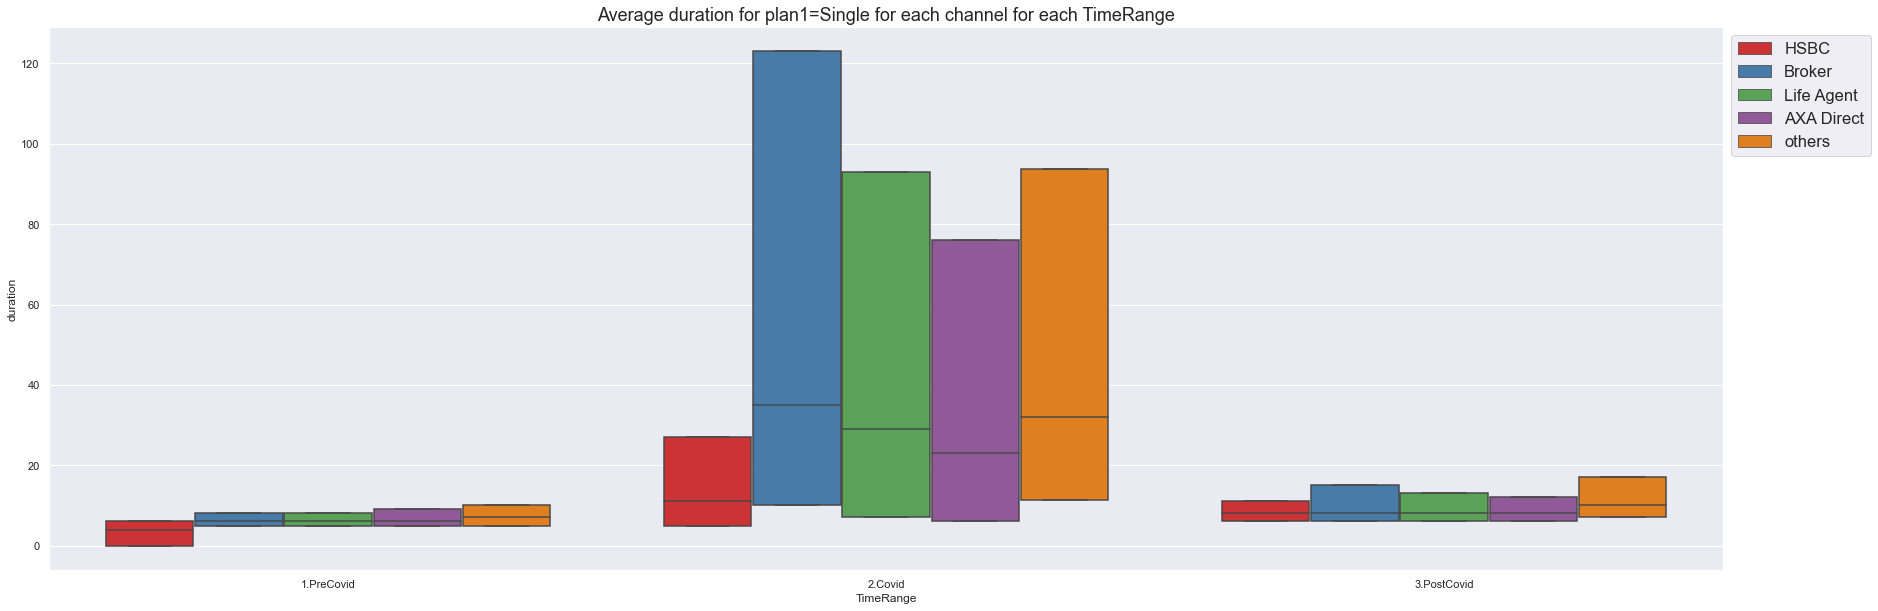 Average duration for plan1=Single for each channel for each TimeRange
HSBC
Broker
Life Agent
AXA Direct
others
120
100
80
60
40
20
0
duration
1.PreCovid
2.Covid
3.PostCovid
TimeRange